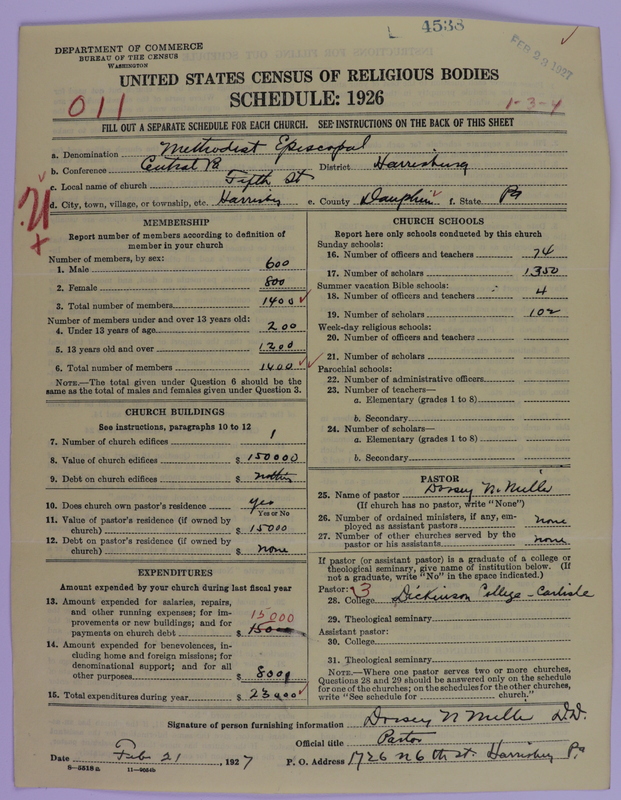 4538
FEB 23 1927
DEPARTMENT OF COMMERCE
BUREAU OF THE CENSUS
WASHINGTON
UNITED STATES CENSUS OF RELIGIOUS BODIES
SCHEDULE: 1926
011
1-3-4
FILL OUT A SEPARATE SCHEDULE FOR EACH CHURCH. SEE INSTRUCTIONS ON THE BACK OF THIS SHEET
a. Denomination Methodist Episcopal
b. Conference Central Pa District Harrisburg
c. Local name of church Fifth St
d. City, town, village, or township, etc. Harrisbg e. County Dauphin f. State Pa
MEMBERSHIP
Report number of members according to definition of
member in your church
Number of members, by sex:
1. Male 600
2. Female 800
3. Total number of members 1400
Number of members under and over 13 years old:
4. Under 13 years of age 200
5. 13 years old and over 1200
6. Total number of members 1400
NOTE.—The total given under Question 6 should be the
same as the total of males and females given under Question 3.
CHURCH BUILDINGS
See instructions, paragraphs 10 to 12
7. Number of church edifices 1
8. Value of church edifices $ 150000
9. Debt on church edifices $ nothing
10. Does church own pastor's residence yes
Yes or No
11. Value of pastor's residence (if owned by
church) $ 15000
12. Debt on pastor's residence (if owned by
church) $ none
EXPENDITURES
Amount expended by your church during last fiscal year
13. Amount expended for salaries, repairs,
and other running expenses; for im-
provements or new buildings; and for
payments on church debt $ 15000
15000
14. Amount expended for benevolences, in-
cluding home and foreign missions; for
denominational support; and for all
other purposes $ 8000
15. Total expenditures during year $ 23000
CHURCH SCHOOLS
Report here only schools conducted by this church
Sunday schools:
16. Number of officers and teachers 74
17. Number of scholars 1350
Summer vacation Bible schools:
18. Number of officers and teachers 4
19. Number of scholars 102
Week-day religious schools:
20. Number of officers and teachers
21. Number of scholars
Parochial schools:
22. Number of administrative officers
23. Number of teachers—
a. Elementary (grades 1 to 8)
b. Secondary
24. Number of scholars—
a. Elementary (grades 1 to 8)
b. Secondary
PASTOR
25. Name of pastor Dorsey N. Miller
(If church has no pastor, write "None")
26. Number of ordained ministers, if any, em-
ployed as assistant pastors none
27. Number of other churches served by the
pastor or his assistants none
If pastor (or assistant pastor) is a graduate of a college or
theological seminary, give name of institution below. (If
not a graduate, write "No" in the space indicated.)
Pastor: 3
28. College Dickinson College - Carlisle
29. Theological seminary
Assistant pastor:
30. College
31. Theological seminary
NOTE.—Where one pastor serves two or more churches,
Questions 28 and 29 should be answered only on the schedule
for one of the churches; on the schedules for the other churches,
write "See schedule for church."
Signature of person furnishing information Dorsey N Miller D.D.
Official title Pastor
Date Feb 21, 1927 P. O. Address 1726 N 6th St. Harrisburg Pa
8-5518a 11-9034b